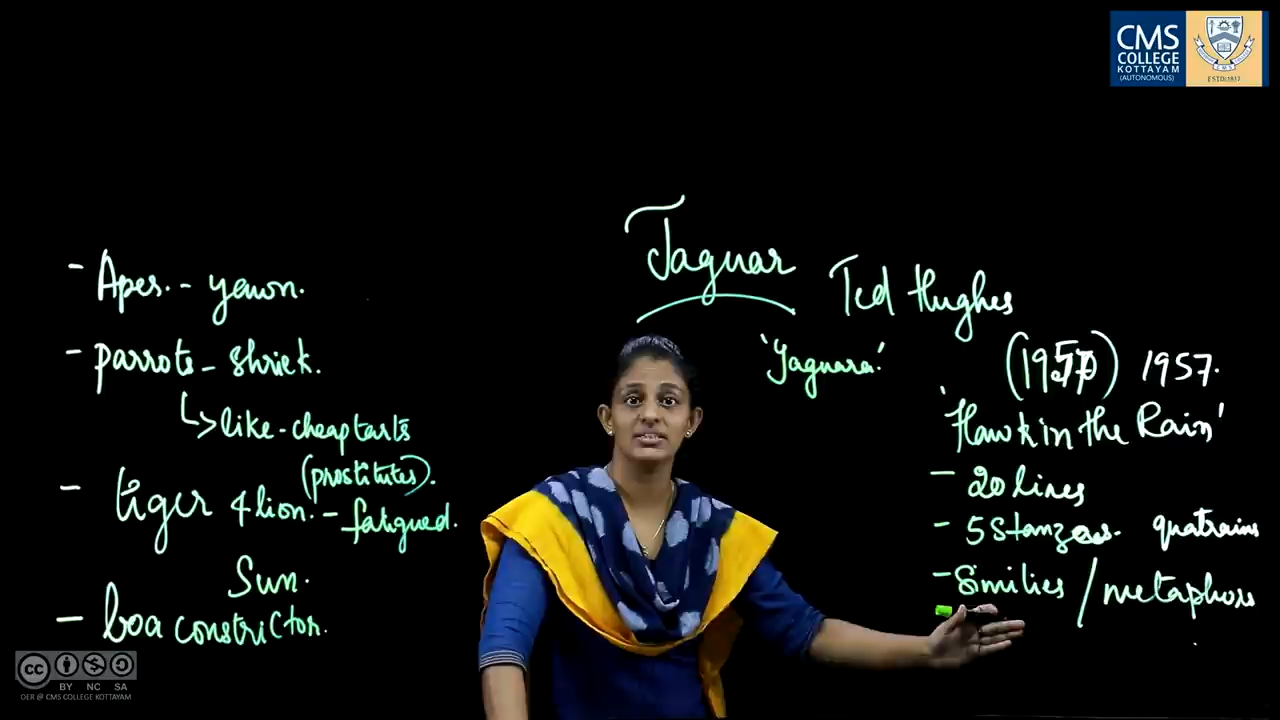 CMS
COLLEGE
KOTTAYAM
(AUTONOMOUS)
ESTD:1817
Jaguar
Ted Hughes
'Yaguara'
(1957) 1957.
'Hawk in the Rain'
- 20 lines
- 5 Stanzas. quatrains
- Similies / metaphors
- Apes. - yawn.
- parrots - shriek.
↳ like - cheap tarts
(prostitutes).
- tiger & lion. - fatigued.
Sun.
- boa constrictor.
cc BY NC SA
OER @ CMS COLLEGE KOTTAYAM